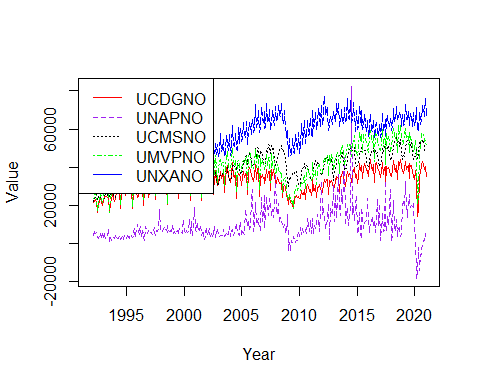 Value
60000
20000
-20000
UCDGNO
UNAPNO
UCMSNO
UMVPNO
UNXANO
1995
2000
2005
2010
2015
2020
Year